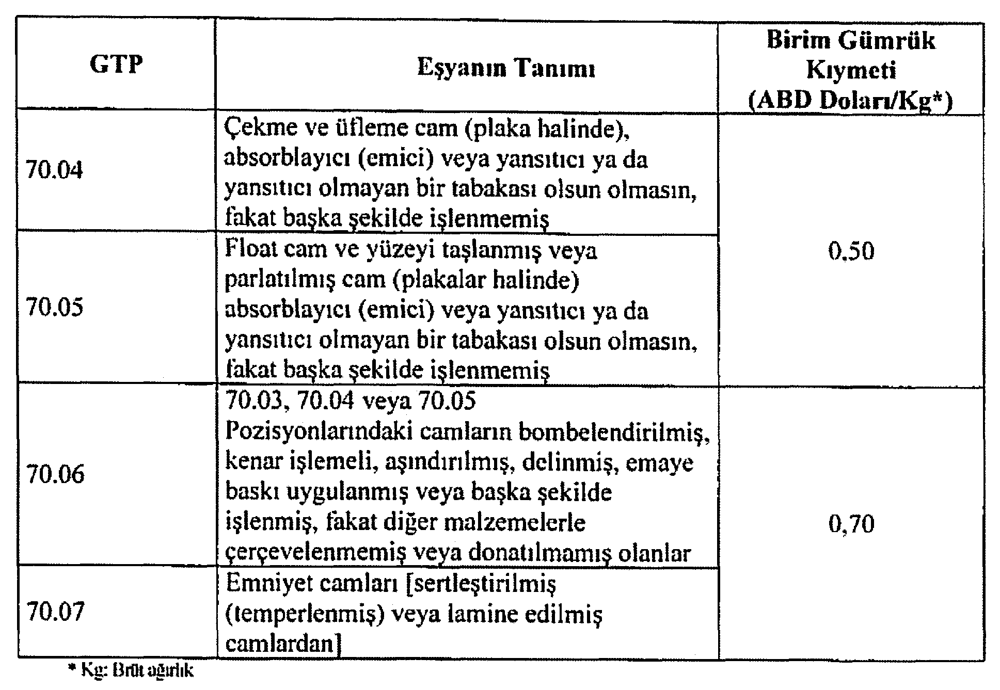 GTP
Eşyanın Tanımı
Birim Gümrük
Kıymeti
(ABD Doları/Kg*)
70.04
Çekme ve üfleme cam (plaka halinde),
absorblayıcı (emici) veya yansıtıcı ya da
yansıtıcı olmayan bir tabakası olsun olmasın,
fakat başka şekilde işlenmemiş
0.50
70.05
Float cam ve yüzeyi taşlanmış veya
parlatılmış cam (plakalar halinde)
absorblayıcı (emici) veya yansıtıcı ya da
yansıtıcı olmayan bir tabakası olsun olmasın,
fakat başka şekilde işlenmemiş
70.06
70.03, 70.04 veya 70.05
Pozisyonlarındaki camların bombelendirilmiş,
kenar işlemeli, aşındırılmış, delinmiş, emaye
baskı uygulanmış veya başka şekilde
işlenmiş, fakat diğer malzemelerle
çerçevelenmemiş veya donatılmamış olanlar
0,70
70.07
Emniyet camları [sertleştirilmiş
(temperlenmiş) veya lamine edilmiş
camlardan]
* Kg: Brüt ağırlık